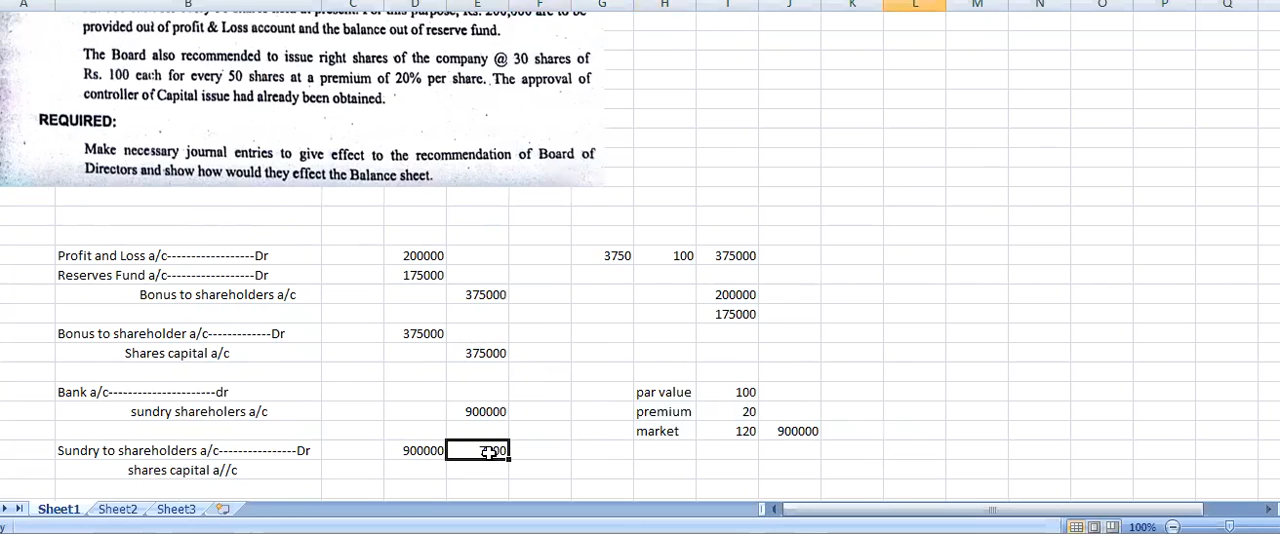 A B C D E F G H I J K L M N O P Q
provided out of profit & Loss account and the balance out of reserve fund.
The Board also recommended to issue right shares of the company @ 30 shares of
Rs. 100 each for every 50 shares at a premium of 20% per share. The approval of
controller of Capital issue had already been obtained.
REQUIRED:
Make necessary journal entries to give effect to the recommendation of Board of
Directors and show how would they effect the Balance sheet.
Profit and Loss a/c------------------Dr 200000 3750 100 375000
Reserves Fund a/c------------------Dr 175000
Bonus to shareholders a/c 375000 200000
175000
Bonus to shareholder a/c-------------Dr 375000
Shares capital a/c 375000
Bank a/c----------------------dr par value 100
sundry shareholers a/c 900000 premium 20
market 120 900000
Sundry to shareholders a/c----------------Dr 900000
shares capital a//c
Sheet1 Sheet2 Sheet3
100%